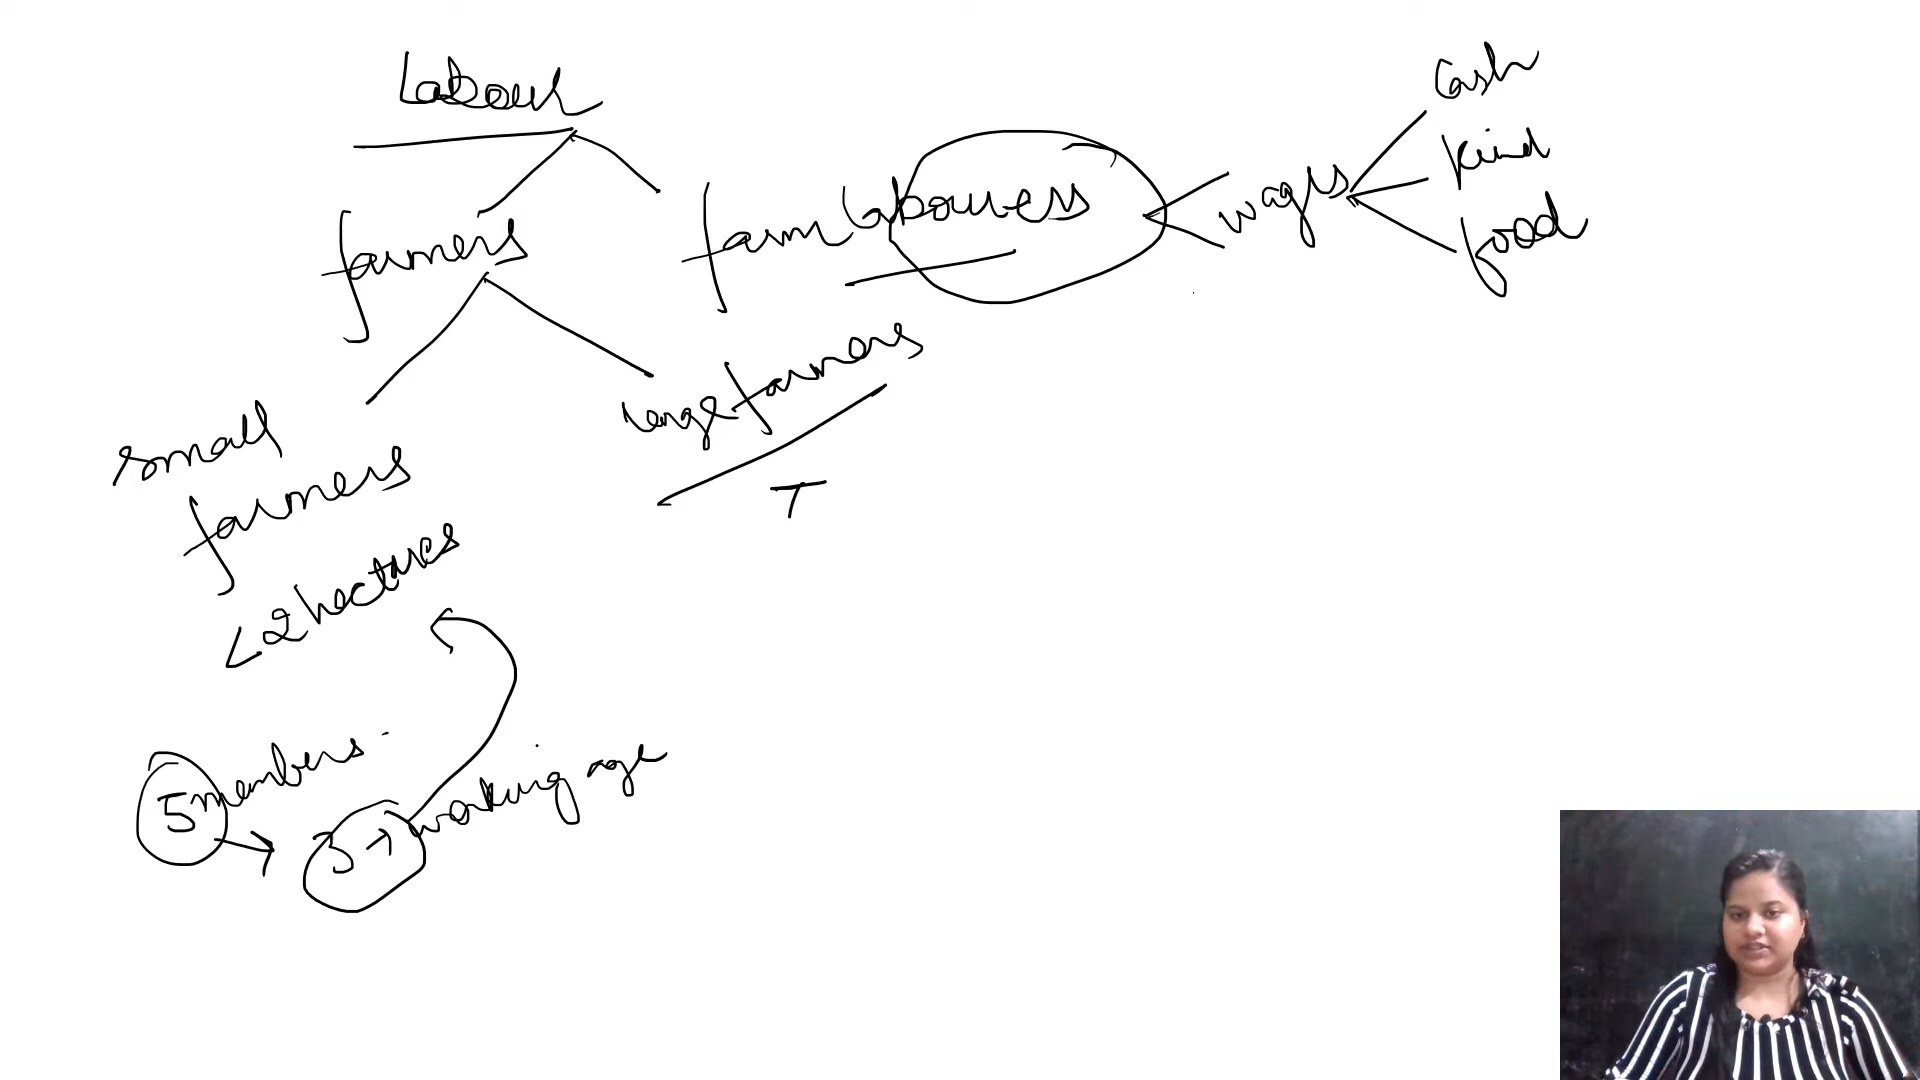 Labour
farmers
farm labourers
wages
Cash
kind
food
small
farmers
<2 hectares
large farmers
T
5 members
3 → working age